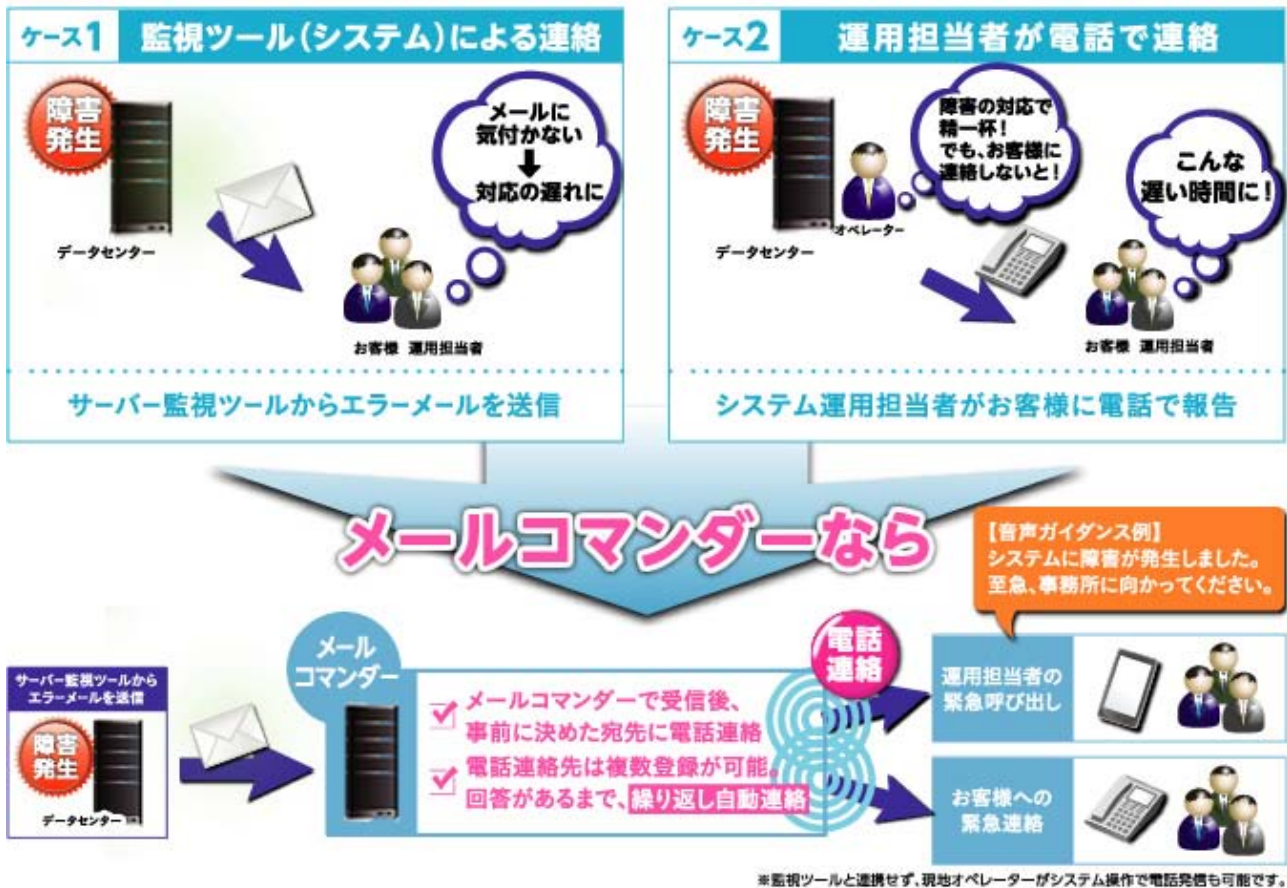 ケース1 監視ツール(システム)による連絡
障害
発生
データセンター
メールに
気付かない
対応の遅れに
お客様 運用担当者
サーバー監視ツールからエラーメールを送信
ケース2 運用担当者が電話で連絡
障害
発生
データセンター
オペレーター
障害の対応で
精一杯!
でも、お客様に
連絡しないと!
こんな
遅い時間に!
お客様 運用担当者
システム運用担当者がお客様に電話で報告
メールコマンダーなら
【音声ガイダンス例】
システムに障害が発生しました。
至急、事務所に向かってください。
サーバー監視ツールから
エラーメールを送信
障害
発生
データセンター
メール
コマンダー
メールコマンダーで受信後、
事前に決めた宛先に電話連絡
電話連絡先は複数登録が可能。
回答があるまで、繰り返し自動連絡
電話
連絡
運用担当者の
緊急呼び出し
お客様への
緊急連絡
※監視ツールと連携せず、現地オペレーターがシステム操作で電話発信も可能です。